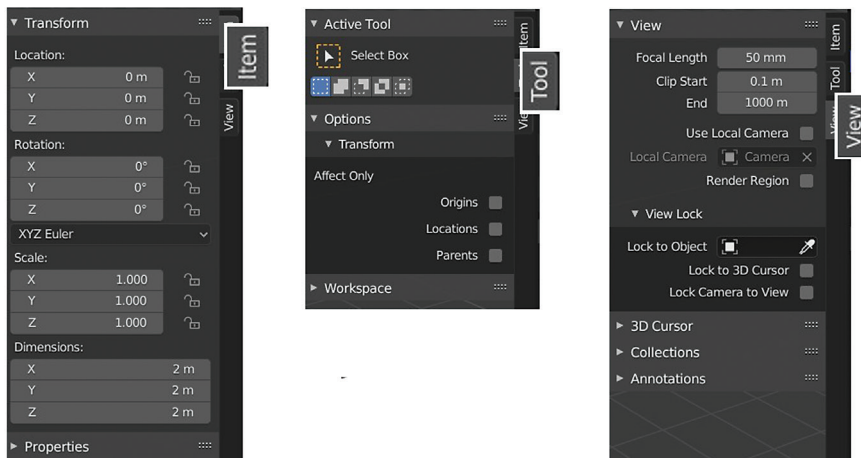 Transform
Location:
X 0 m
Y 0 m
Z 0 m
Rotation:
X 0°
Y 0°
Z 0°
XYZ Euler
Scale:
X 1.000
Y 1.000
Z 1.000
Dimensions:
X 2 m
Y 2 m
Z 2 m
Properties
Item
View
Active Tool
Select Box
Options
Transform
Affect Only
Origins
Locations
Parents
Workspace
Item
Tool
View
Focal Length 50 mm
Clip Start 0.1 m
End 1000 m
Use Local Camera
Local Camera Camera
Render Region
View Lock
Lock to Object
Lock to 3D Cursor
Lock Camera to View
3D Cursor
Collections
Annotations
Item
Tool
View